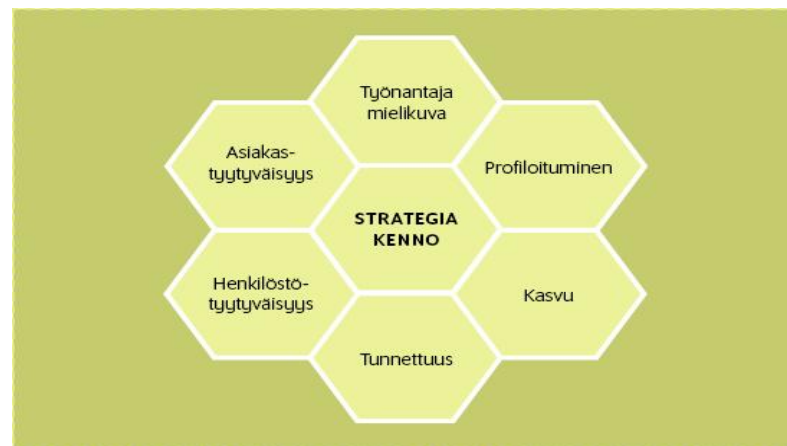 Työnantaja
mielikuva
Asiakas-
tyytyväisyys
Profiloituminen
STRATEGIA
KENNO
Henkilöstö-
tyytyväisyys
Kasvu
Tunnettuus